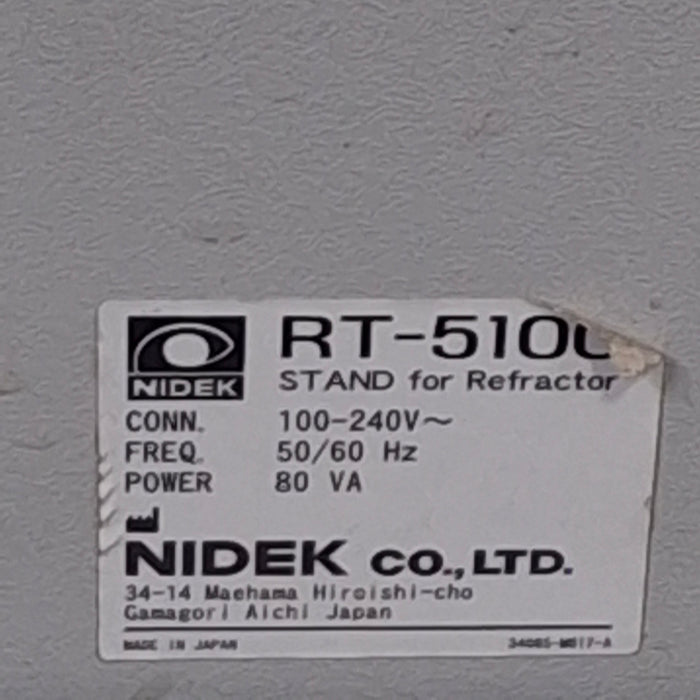 NIDEK
RT-5100
STAND for Refractor
CONN. 100-240V~
FREQ. 50/60 Hz
POWER 80 VA
NIDEK CO., LTD.
34-14 Maehama Hiroishi-cho
Gamagori Aichi Japan
MADE IN JAPAN